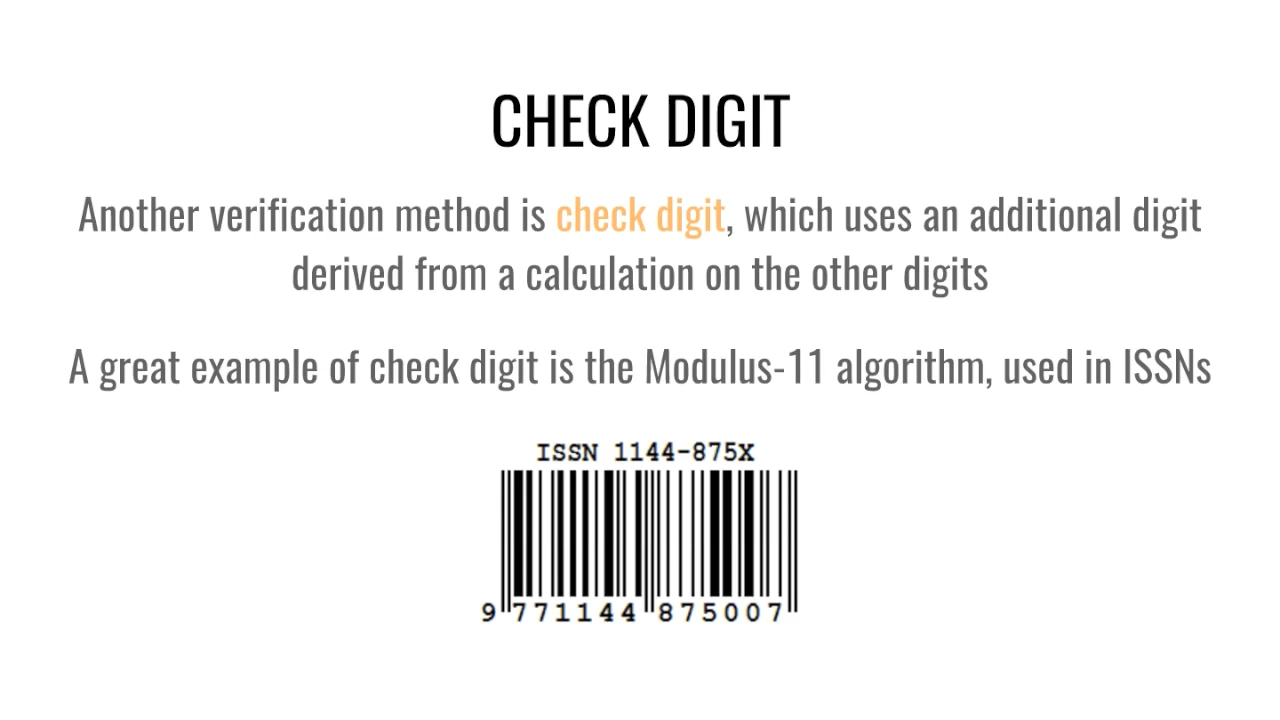 CHECK DIGIT
Another verification method is check digit, which uses an additional digit
derived from a calculation on the other digits
A great example of check digit is the Modulus-11 algorithm, used in ISSNs
ISSN 1144-875X
9 771144 875007